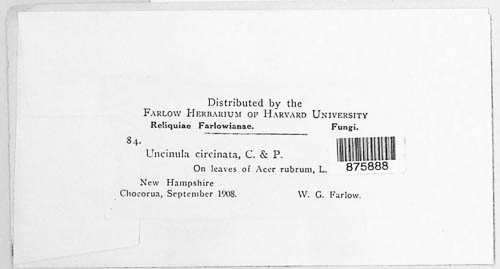 Distributed by the
Farlow Herbarium of Harvard University
Reliquiae Farlowianae. Fungi.
84.
Uncinula circinata, C. & P.
On leaves of Acer rubrum, L.
875888
New Hampshire
Chocorua, September 1908. W. G. Farlow.